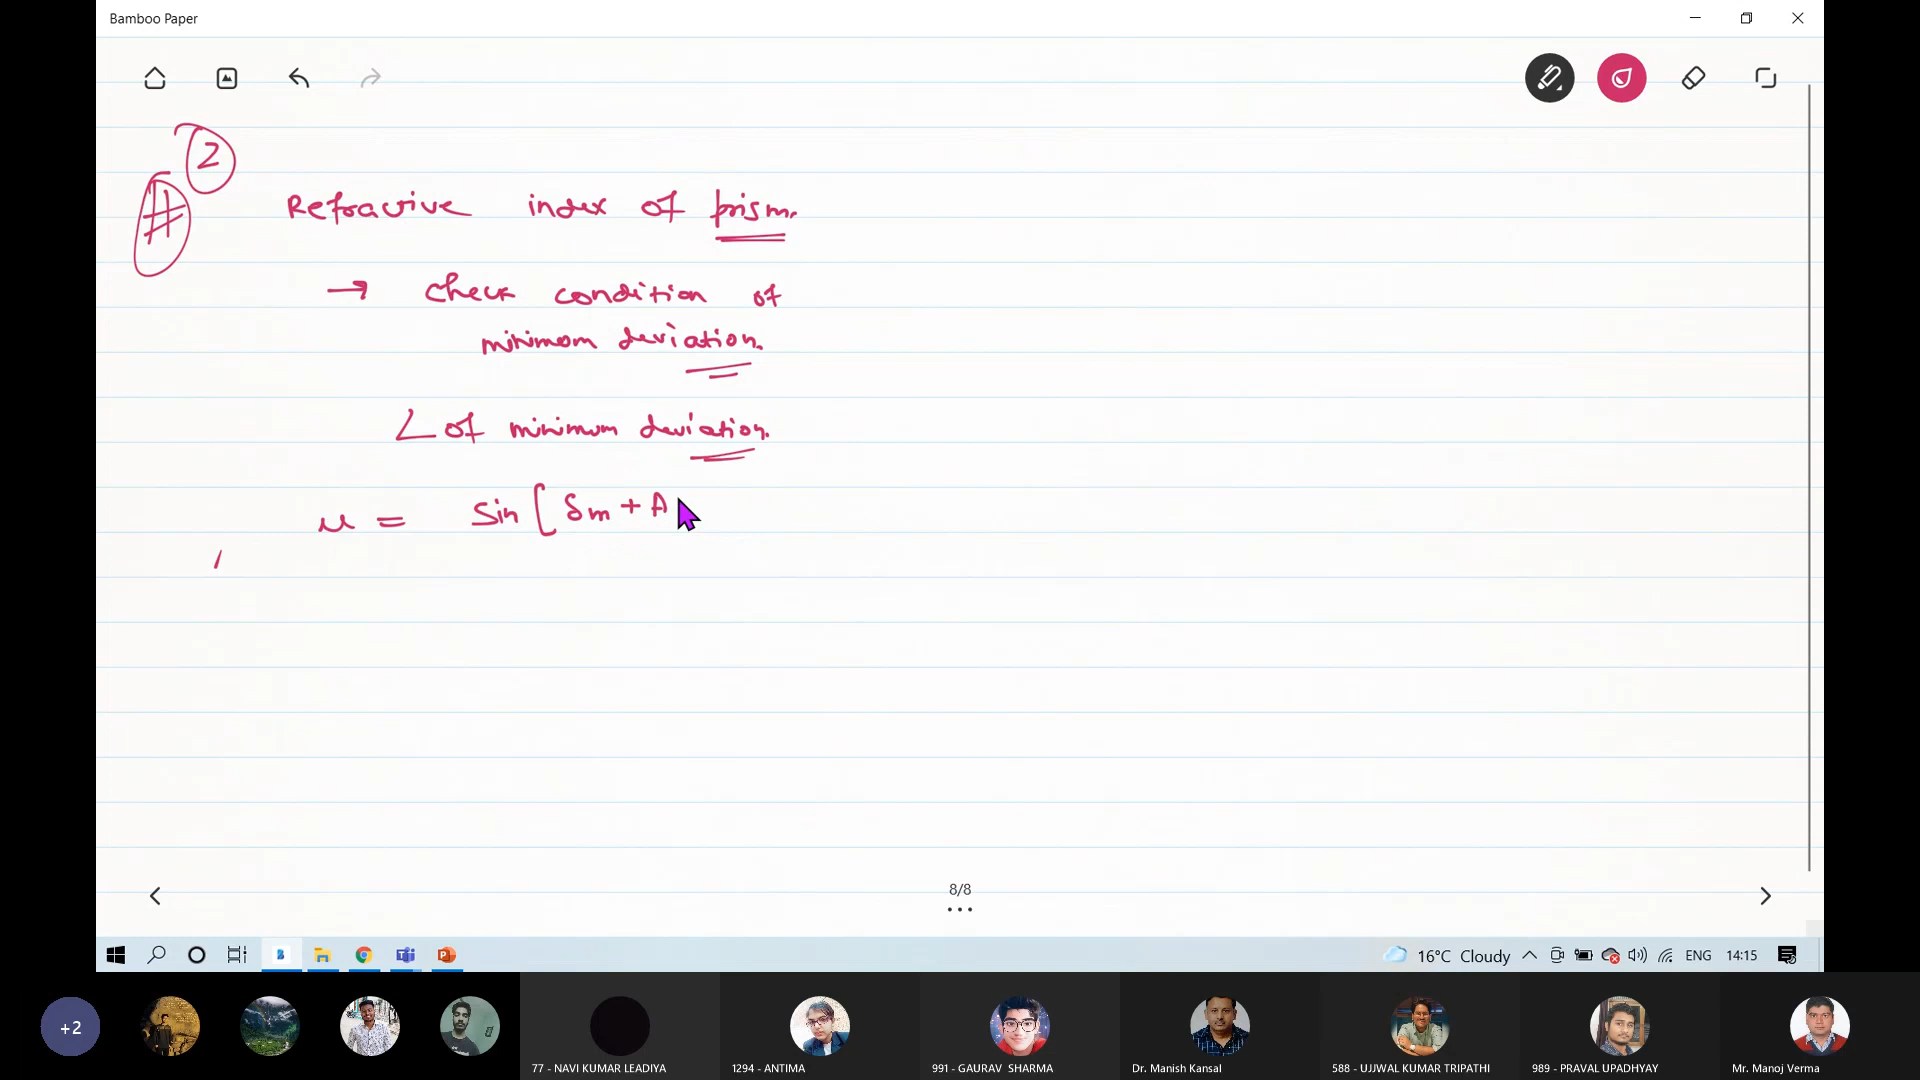 Bamboo Paper
2
#
Refractive index of prism.
→ check condition of
minimum deviation.
∠ of minimum deviation.
μ = Sin [ δm + A
8/8
16°C Cloudy
ENG
14:15
+2
77 - NAVI KUMAR LEADIYA
1294 - ANTIMA
991 - GAURAV SHARMA
Dr. Manish Kansal
588 - UJJWAL KUMAR TRIPATHI
989 - PRAVAL UPADHYAY
Mr. Manoj Verma